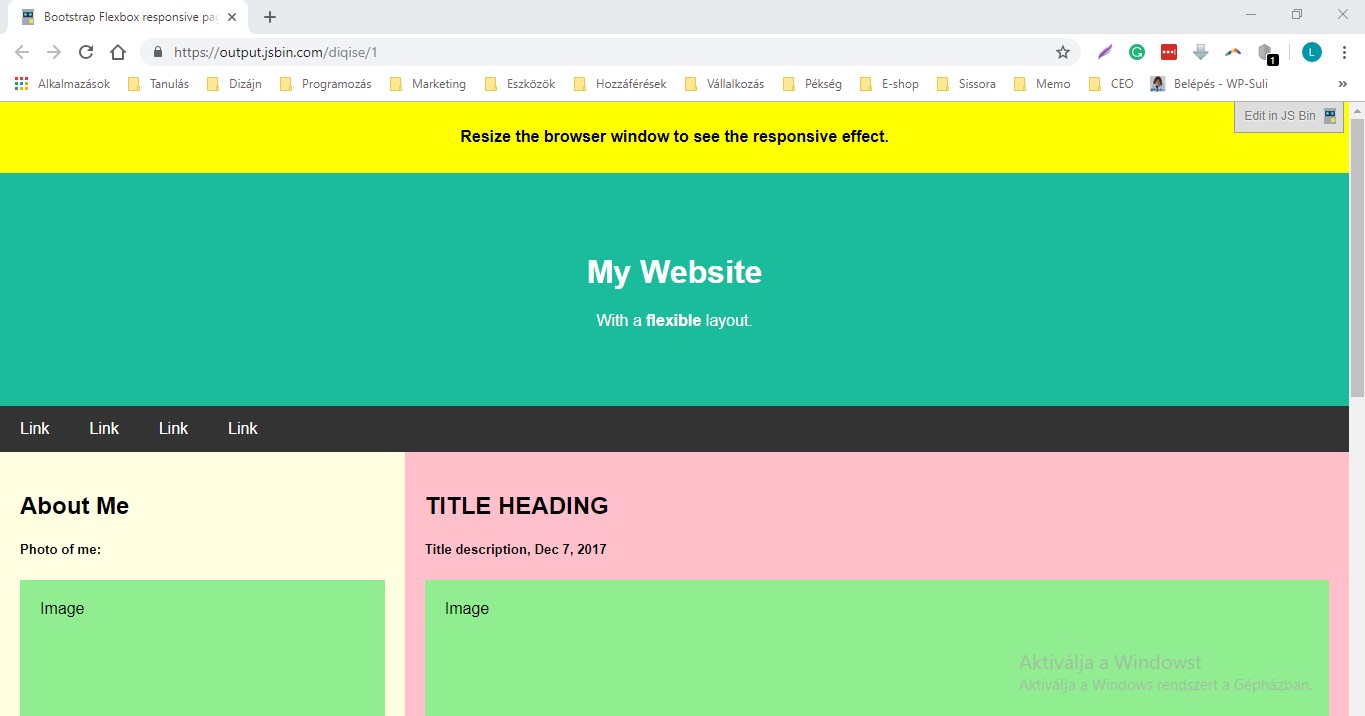 Bootstrap Flexbox responsive pag
https://output.jsbin.com/diqise/1
1
L
Alkalmazások Tanulás Dizájn Programozás Marketing Eszközök Hozzáférések Vállalkozás Pékség E-shop Sissora Memo CEO Belépés - WP-Suli
Edit in JS Bin
Resize the browser window to see the responsive effect.
My Website
With a flexible layout.
Link Link Link Link
About Me
Photo of me:
Image
TITLE HEADING
Title description, Dec 7, 2017
Image
Aktiválja a Windowst
Aktiválja a Windows rendszert a Gépházban.